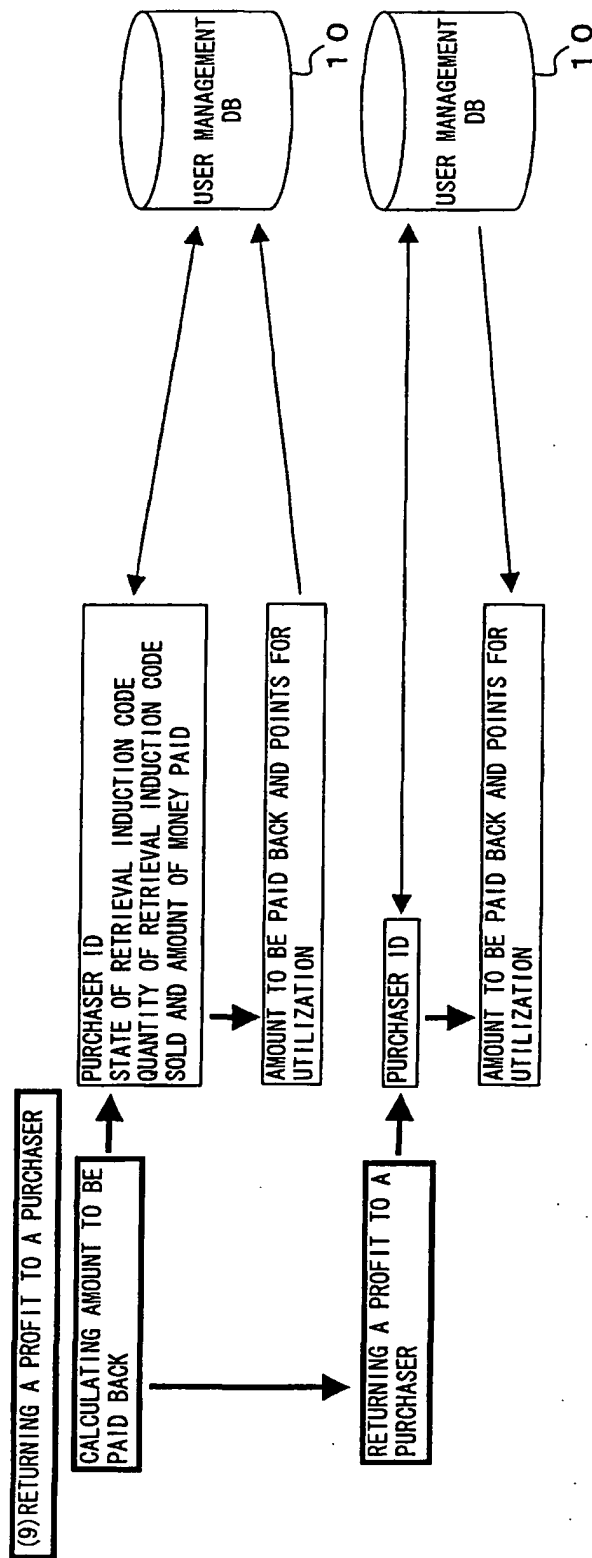 (9)RETURNING A PROFIT TO A PURCHASER
CALCULATING AMOUNT TO BE
PAID BACK
PURCHASER ID
STATE OF RETRIEVAL INDUCTION CODE
QUANTITY OF RETRIEVAL INDUCTION CODE
SOLD AND AMOUNT OF MONEY PAID
AMOUNT TO BE PAID BACK AND POINTS FOR
UTILIZATION
USER MANAGEMENT
DB
10
RETURNING A PROFIT TO A
PURCHASER
PURCHASER ID
AMOUNT TO BE PAID BACK AND POINTS FOR
UTILIZATION
USER MANAGEMENT
DB
10